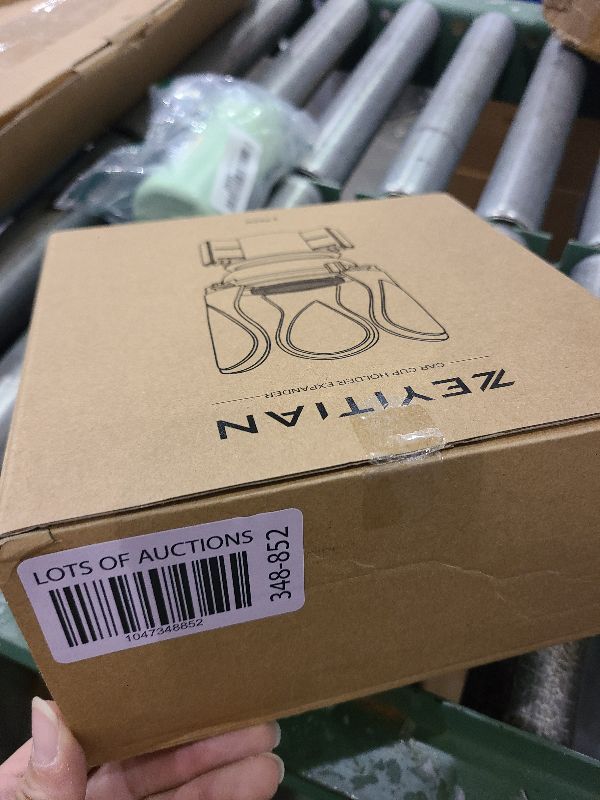 ZEYITIAN
CAR CUP HOLDER EXPANDER
LOTS OF AUCTIONS
1047348852
348-852